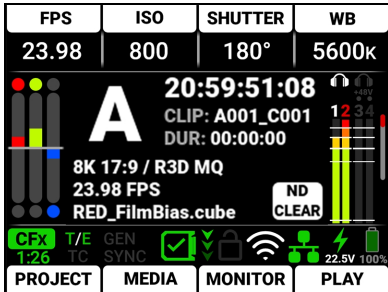 FPS ISO SHUTTER WB
23.98 800 180° 5600K
20:59:51:08
+48V
A
CLIP: A001_C001
1 2 3 4
DUR: 00:00:00
8K 17:9 / R3D MQ
23.98 FPS
RED_FilmBias.cube
ND
CLEAR
CFx T/E GEN
1:26 TC SYNC 22.5V 100%
PROJECT MEDIA MONITOR PLAY